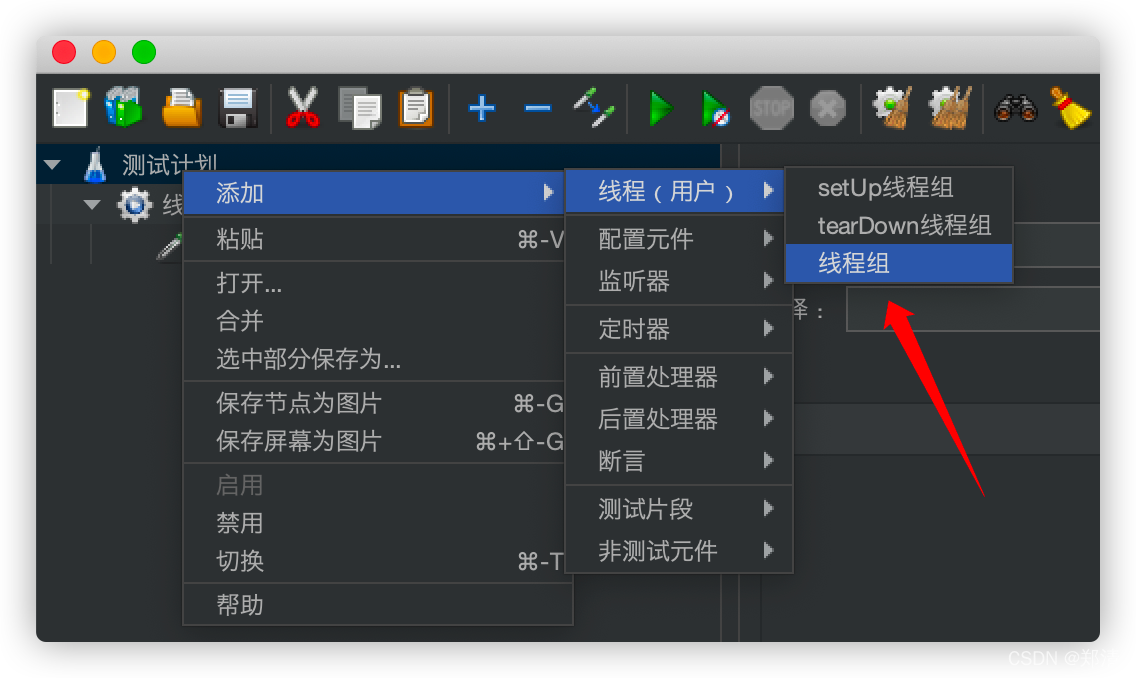 STOP
测试计划
线
添加
粘贴 ⌘-V
打开...
合并
选中部分保存为...
保存节点为图片 ⌘-G
保存屏幕为图片 ⌘+⇧-G
启用
禁用
切换 ⌘-T
帮助
线程（用户）
配置元件
监听器
定时器
前置处理器
后置处理器
断言
测试片段
非测试元件
setUp线程组
tearDown线程组
线程组
择：
CSDN @郑